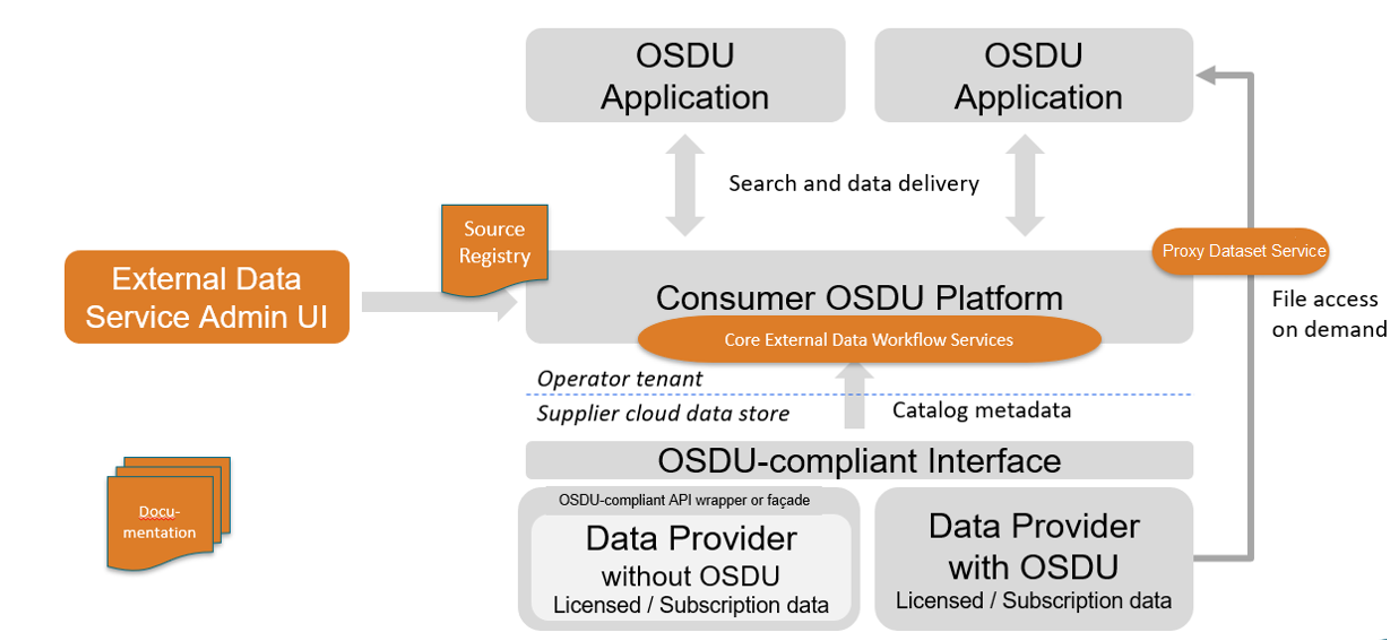 OSDU
Application
OSDU
Application
Search and data delivery
Source
Registry
Proxy Dataset Service
External Data
Service Admin UI
Consumer OSDU Platform
File access
on demand
Core External Data Workflow Services
Operator tenant
Supplier cloud data store
Catalog metadata
OSDU-compliant Interface
OSDU-compliant API wrapper or façade
Data Provider
without OSDU
Licensed / Subscription data
Data Provider
with OSDU
Licensed / Subscription data
Docu-
mentation